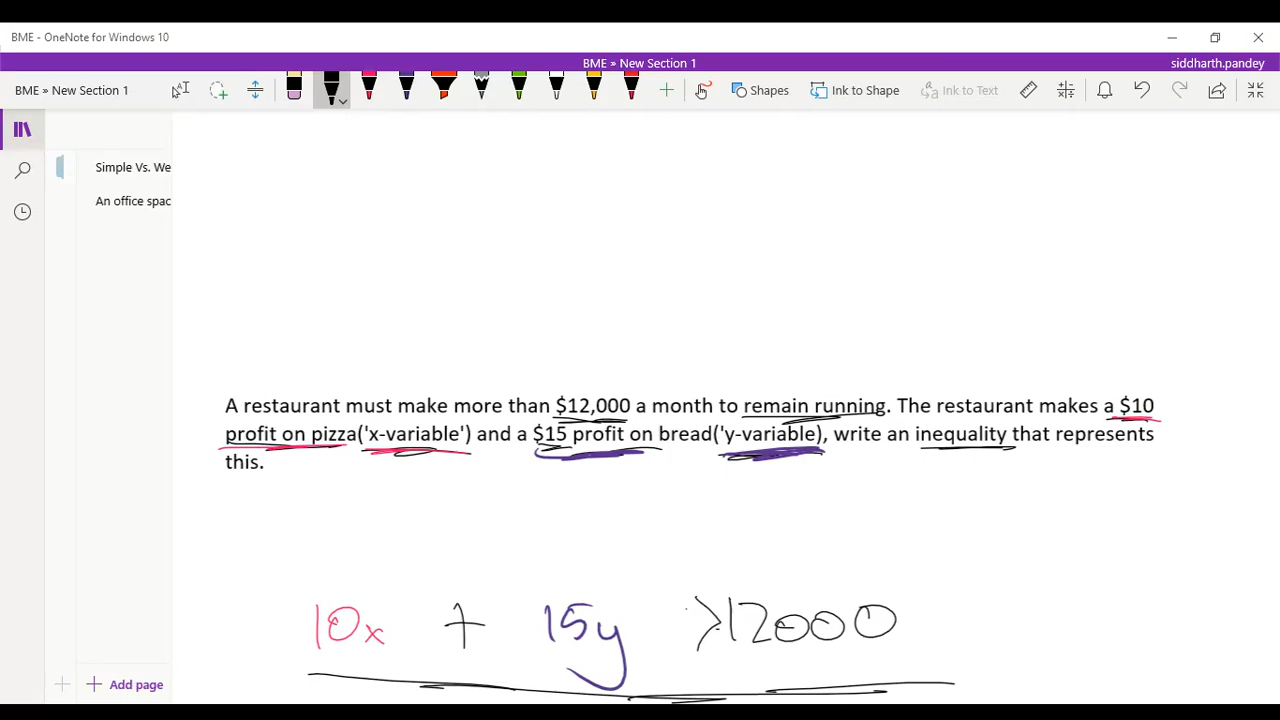 BME - OneNote for Windows 10
BME » New Section 1
siddharth.pandey
BME » New Section 1
Shapes
Ink to Shape
Ink to Text
Simple Vs. We
An office spac
A restaurant must make more than $12,000 a month to remain running. The restaurant makes a $10
profit on pizza('x-variable') and a $15 profit on bread('y-variable), write an inequality that represents
this.
10x + 15y >12000
Add page